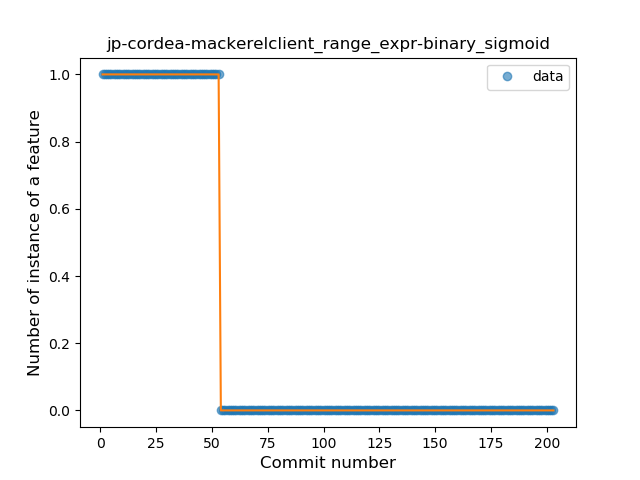 jp-cordea-mackerelclient_range_expr-binary_sigmoid
data
Number of instance of a feature
1.0
0.8
0.6
0.4
0.2
0.0
0 25 50 75 100 125 150 175 200
Commit number